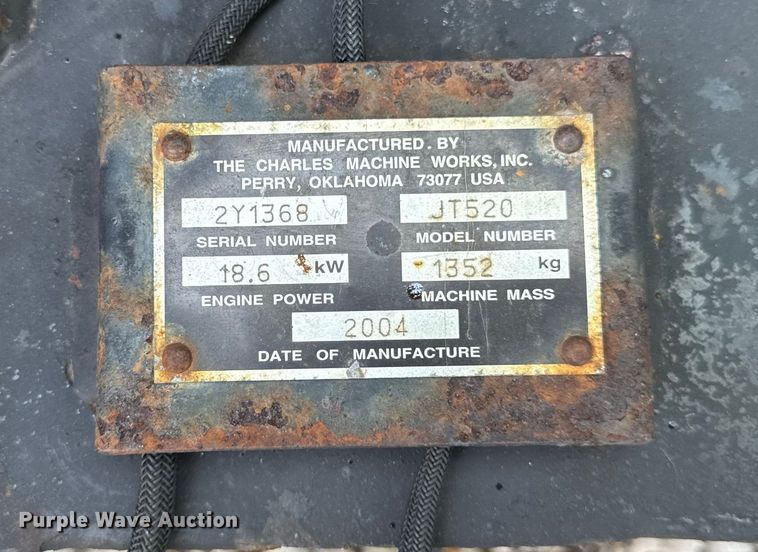 MANUFACTURED. BY
THE CHARLES MACHINE WORKS, INC.
PERRY, OKLAHOMA 73077 USA
2Y1368 JT520
SERIAL NUMBER MODEL NUMBER
18.6 kW 1352 kg
ENGINE POWER MACHINE MASS
2004
DATE OF MANUFACTURE
Purple Wave Auction